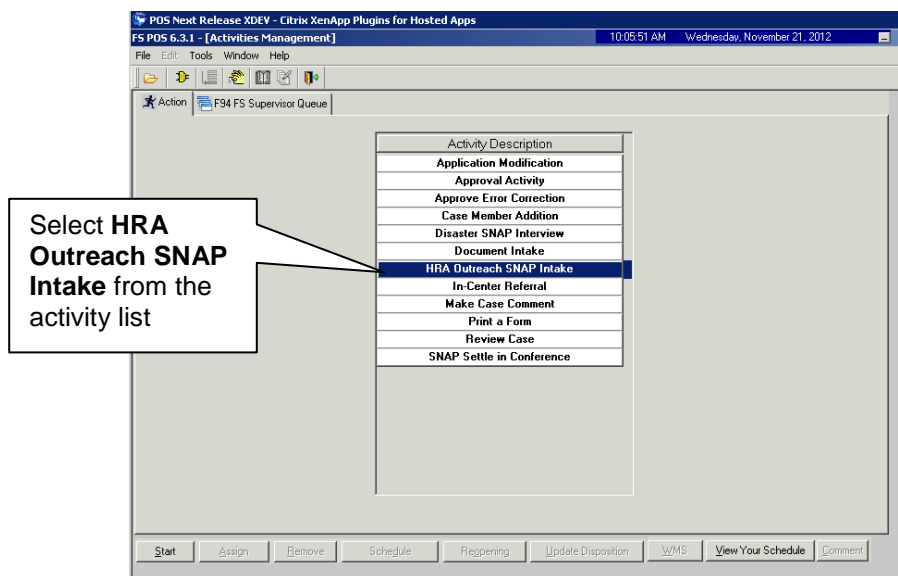 POS Next Release XDEV - Citrix XenApp Plugins for Hosted Apps
FS POS 6.3.1 - [Activities Management] 10:05:51 AM Wednesday, November 21, 2012
File Edit Tools Window Help
Action F94 FS Supervisor Queue
Activity Description
Application Modification
Approval Activity
Approve Error Correction
Case Member Addition
Disaster SNAP Interview
Document Intake
HRA Outreach SNAP Intake
In-Center Referral
Make Case Comment
Print a Form
Review Case
SNAP Settle in Conference
Select HRA
Outreach SNAP
Intake from the
activity list
Start Assign Remove Schedule Reopening Update Disposition WMS View Your Schedule Comment